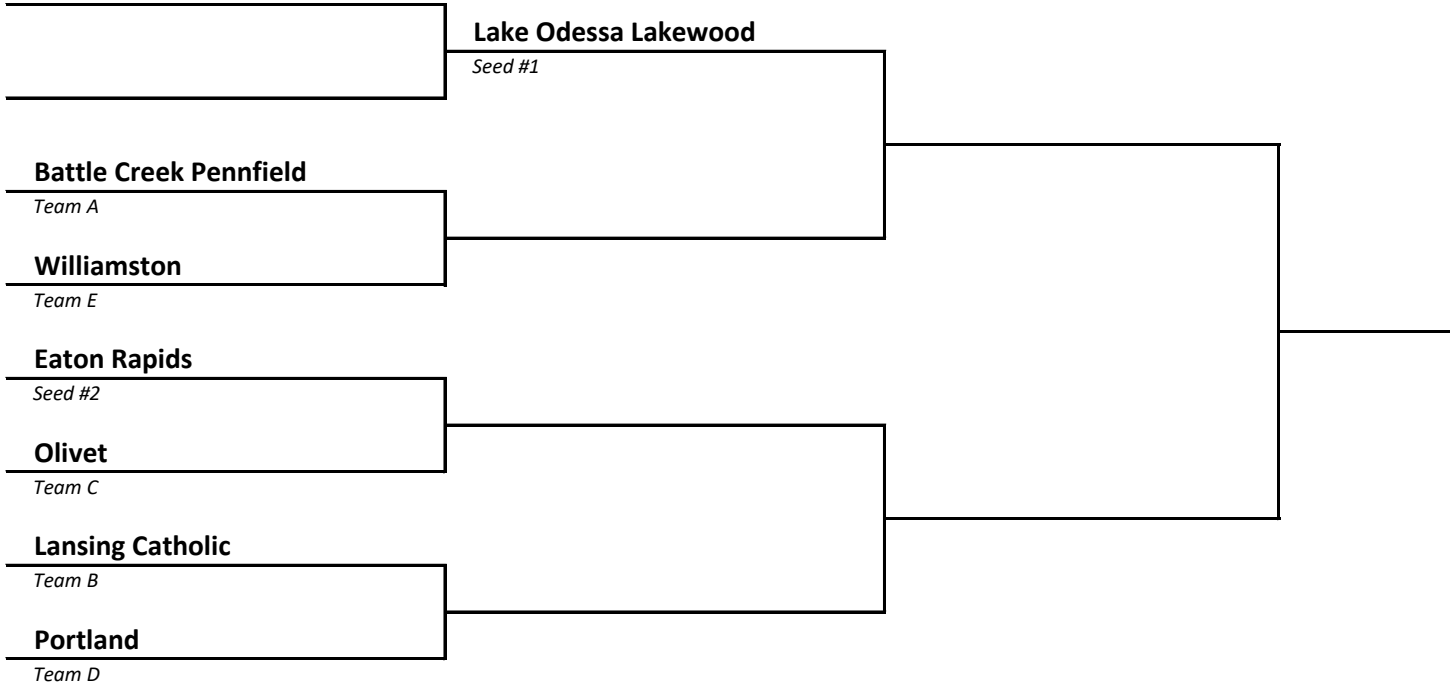 Lake Odessa Lakewood
Seed #1
Battle Creek Pennfield
Team A
Williamston
Team E
Eaton Rapids
Seed #2
Olivet
Team C
Lansing Catholic
Team B
Portland
Team D